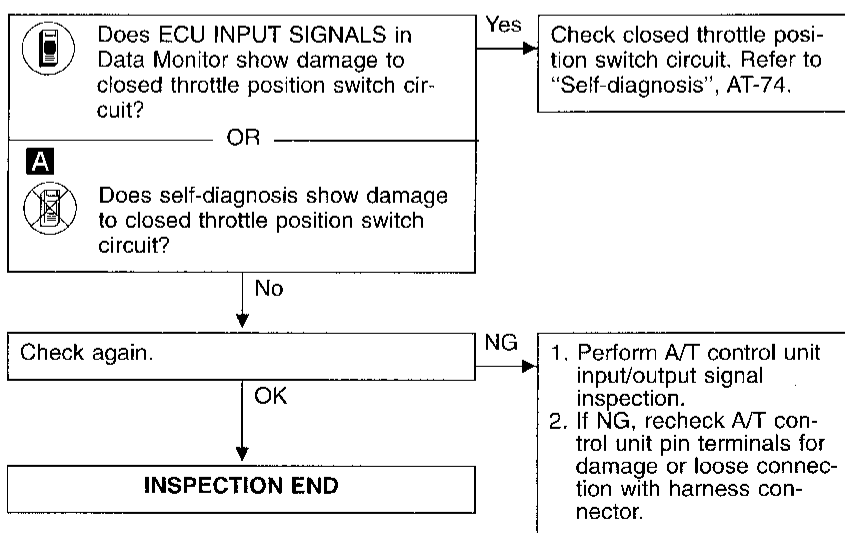 Does ECU INPUT SIGNALS in
Data Monitor show damage to
closed throttle position switch cir-
cuit?
OR
A
Does self-diagnosis show damage
to closed throttle position switch
circuit?
Yes
Check closed throttle posi-
tion switch circuit. Refer to
“Self-diagnosis”, AT-74.
No
Check again.
NG
1. Perform A/T control unit
input/output signal
inspection.
2. If NG, recheck A/T con-
trol unit pin terminals for
damage or loose connec-
tion with harness con-
nector.
OK
INSPECTION END